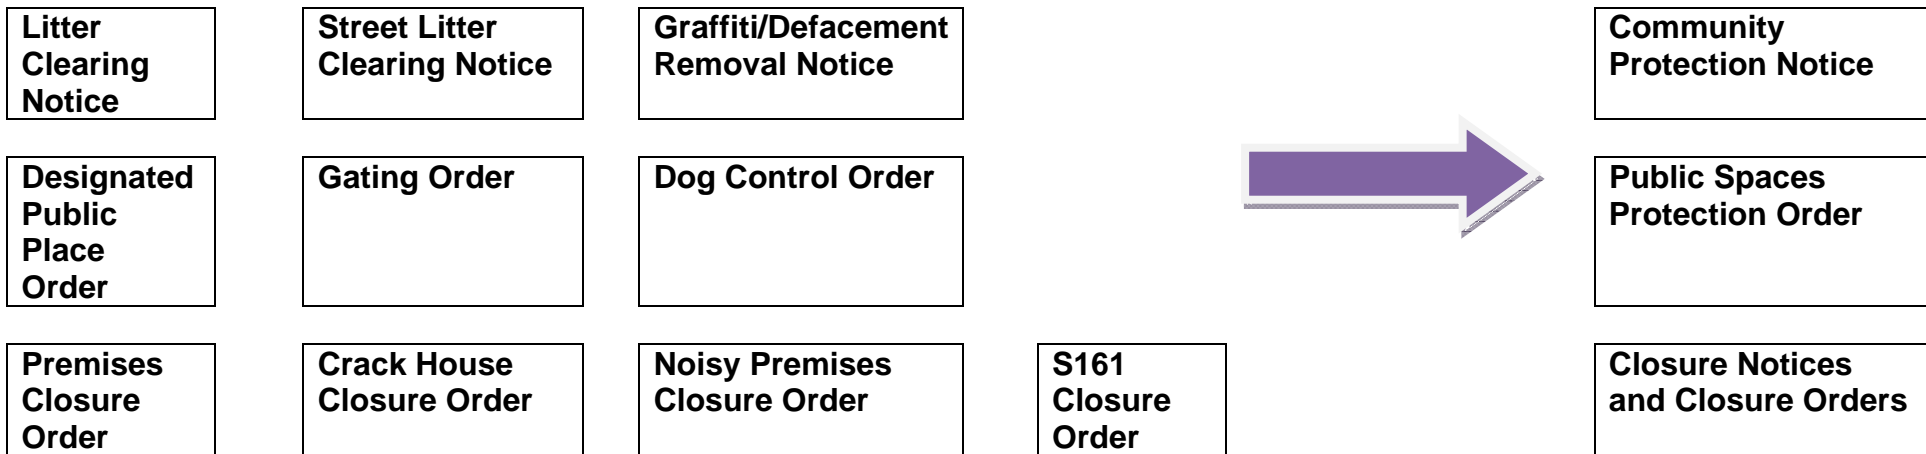 Litter
Clearing
Notice
Street Litter
Clearing Notice
Graffiti/Defacement
Removal Notice
Community
Protection Notice
Designated
Public
Place
Order
Gating Order
Dog Control Order
Public Spaces
Protection Order
Premises
Closure
Order
Crack House
Closure Order
Noisy Premises
Closure Order
S161
Closure
Order
Closure Notices
and Closure Orders